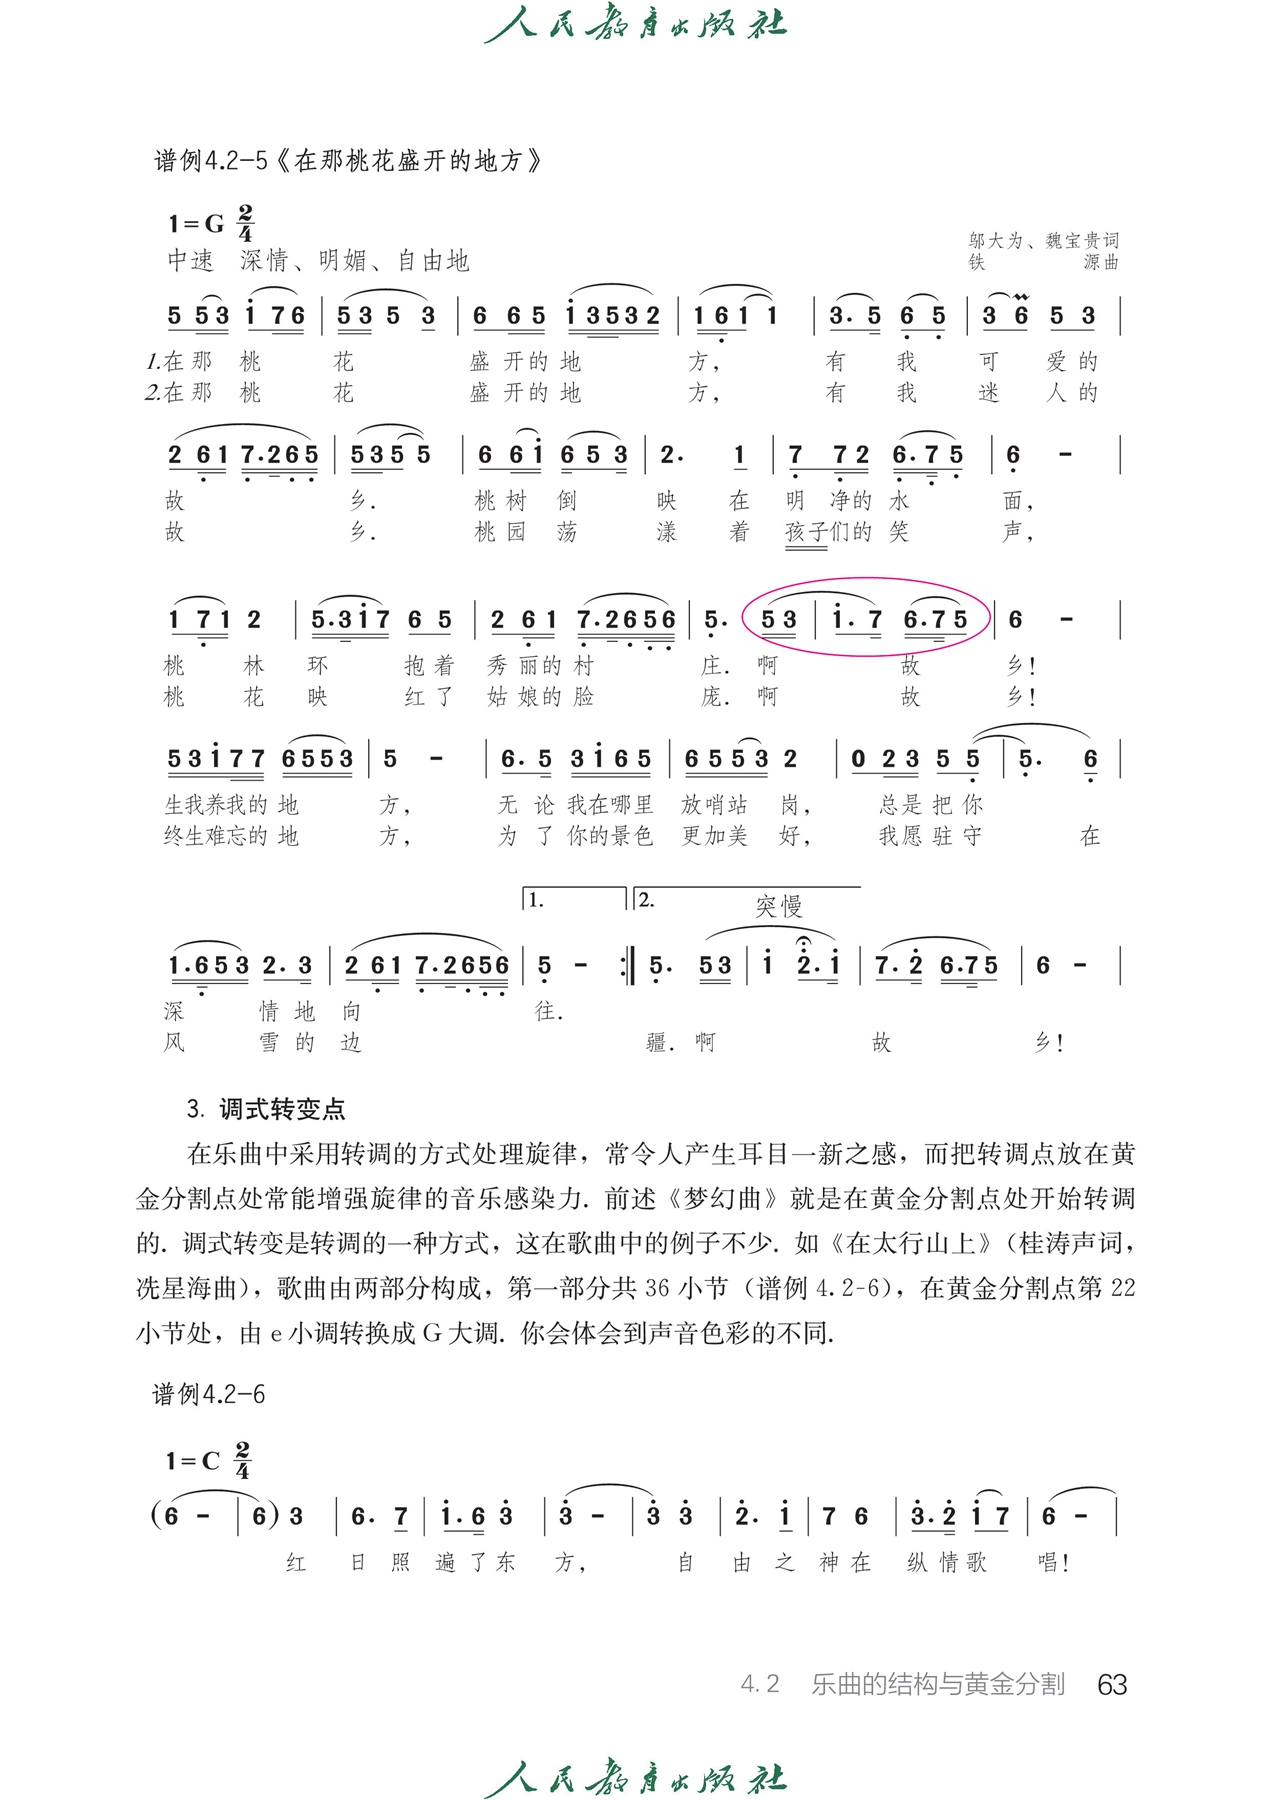 人民教育出版社
谱例4.2-5《在那桃花盛开的地方》
1=G 2/4
中速 深情、明媚、自由地
邬大为、魏宝贵词
铁 源曲
5 53 i 76 | 53 5 3 | 6 65 i3532 | 1 61 1 | 3. 5 6 5 | 3 6 5 3 |
1.在那 桃 花 盛 开的 地 方, 有 我 可 爱的
2.在那 桃 花 盛 开的 地 方, 有 我 迷 人的
2 61 7.265 | 535 5 | 6 6i 6 5 3 | 2. 1 | 7 72 6.75 | 6 - |
故 乡. 桃 树 倒 映 在 明 净的 水 面,
故 乡. 桃 园 荡 漾 着 孩子们的 笑 声,
1 71 2 | 5.3i7 6 5 | 2 61 7.2656 | 5. 53 | i. 7 6.75 | 6 - |
桃 林 环 抱着 秀 丽的 村 庄. 啊 故 乡!
桃 花 映 红了 姑 娘的 脸 庞. 啊 故 乡!
53i77 6553 | 5 - | 6. 5 3i65 | 6553 2 | 0 23 5 5 | 5. 6 |
生我养我的 地 方, 无 论 我在哪里 放哨站 岗, 总是 把你
终生难忘的 地 方, 为 了 你的景色 更加美 好, 我愿 驻守 在
1. 2. 突慢
1.653 2. 3 | 2 61 7.2656 | 5 - :| 5. 53 | i 2. i | 7. 2 6.75 | 6 - |
深 情 地 向 往.
风 雪 的 边 疆. 啊 故 乡!
3. 调式转变点
在乐曲中采用转调的方式处理旋律，常令人产生耳目一新之感，而把转调点放在黄
金分割点处常能增强旋律的音乐感染力. 前述《梦幻曲》就是在黄金分割点处开始转调
的. 调式转变是转调的一种方式，这在歌曲中的例子不少. 如《在太行山上》（桂涛声词，
冼星海曲），歌曲由两部分构成，第一部分共 36 小节（谱例 4.2-6），在黄金分割点第 22
小节处，由 e 小调转换成 G 大调. 你会体会到声音色彩的不同.
谱例4.2-6
1=C 2/4
(6 - | 6) 3 | 6. 7 | i.6 3 | 3 - | 3 3 | 2. i | 7 6 | 3.2 i 7 | 6 - |
红 日 照 遍了东 方, 自 由 之 神在 纵情歌 唱!
4.2 乐曲的结构与黄金分割 63
人民教育出版社